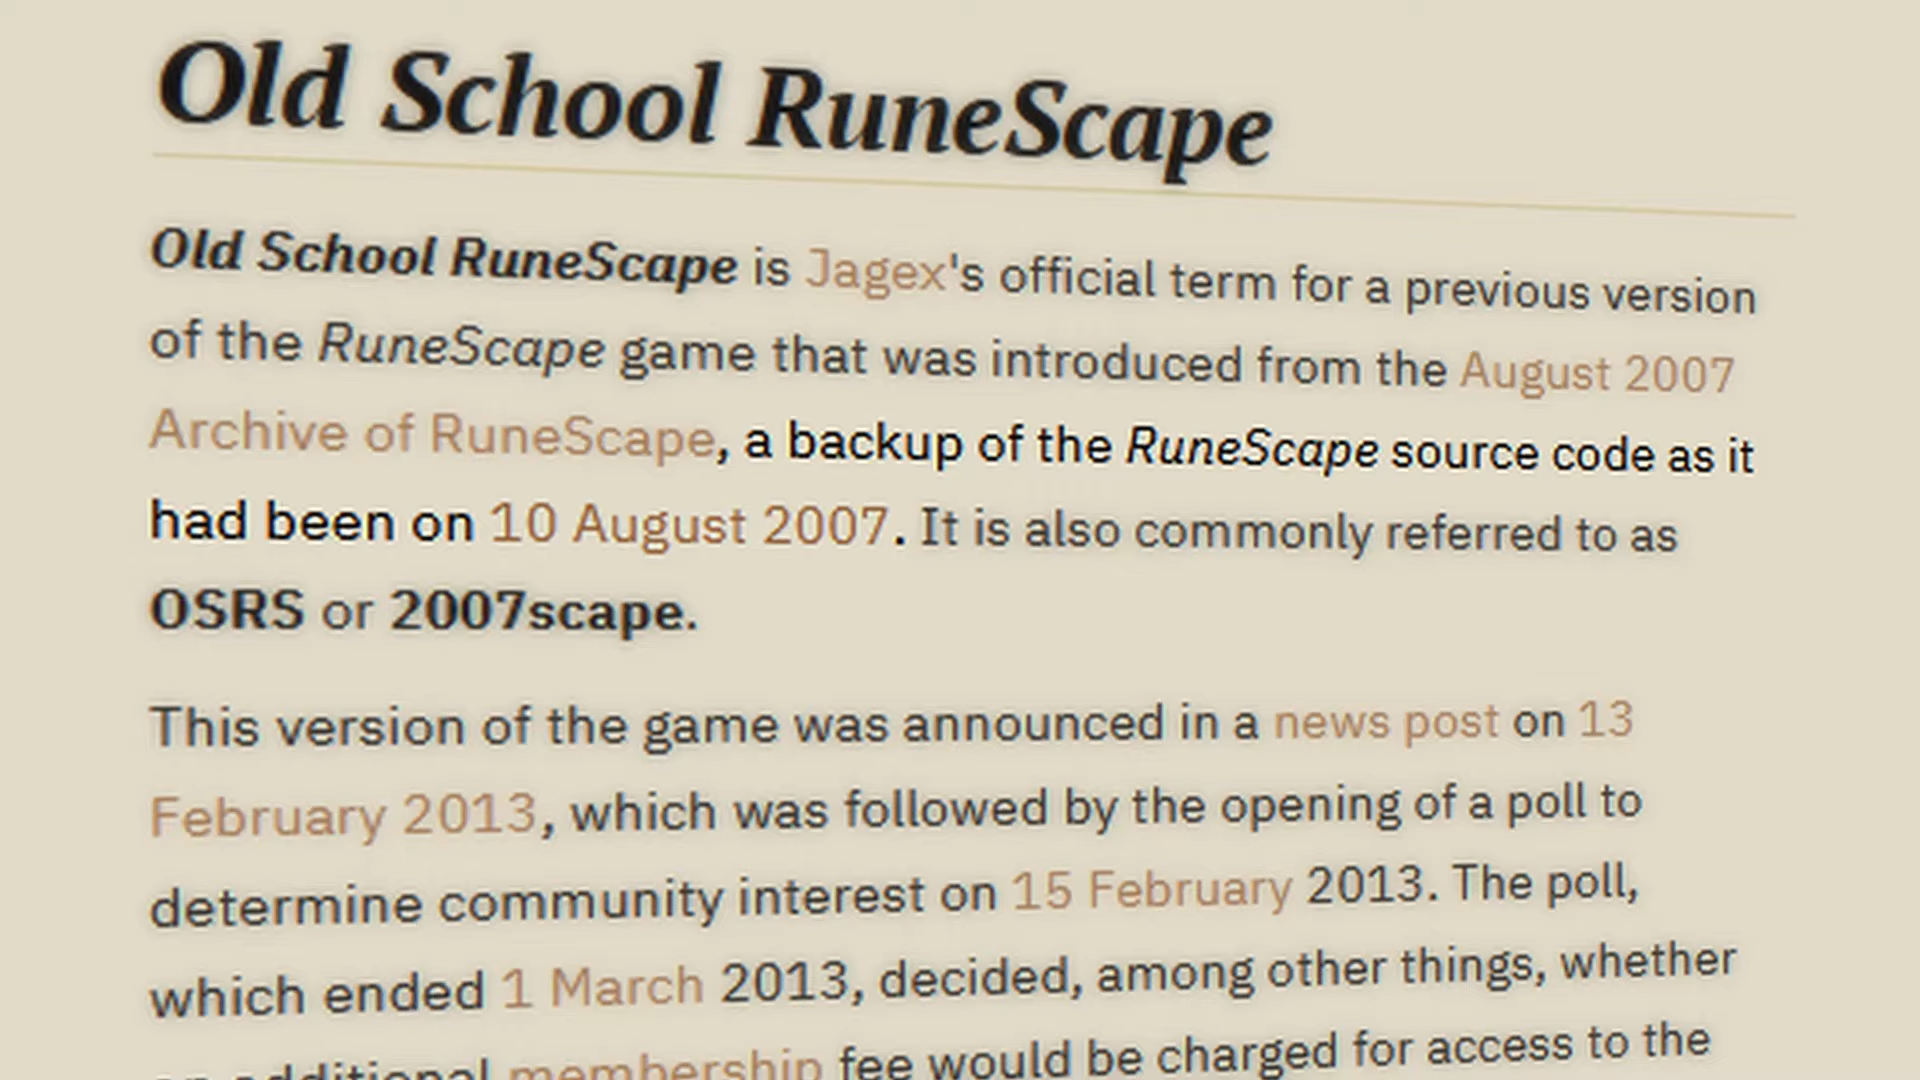 Old School RuneScape
Old School RuneScape is Jagex's official term for a previous version
of the RuneScape game that was introduced from the August 2007
Archive of RuneScape, a backup of the RuneScape source code as it
had been on 10 August 2007. It is also commonly referred to as
OSRS or 2007scape.
This version of the game was announced in a news post on 13
February 2013, which was followed by the opening of a poll to
determine community interest on 15 February 2013. The poll,
which ended 1 March 2013, decided, among other things, whether
an additional membership fee would be charged for access to the